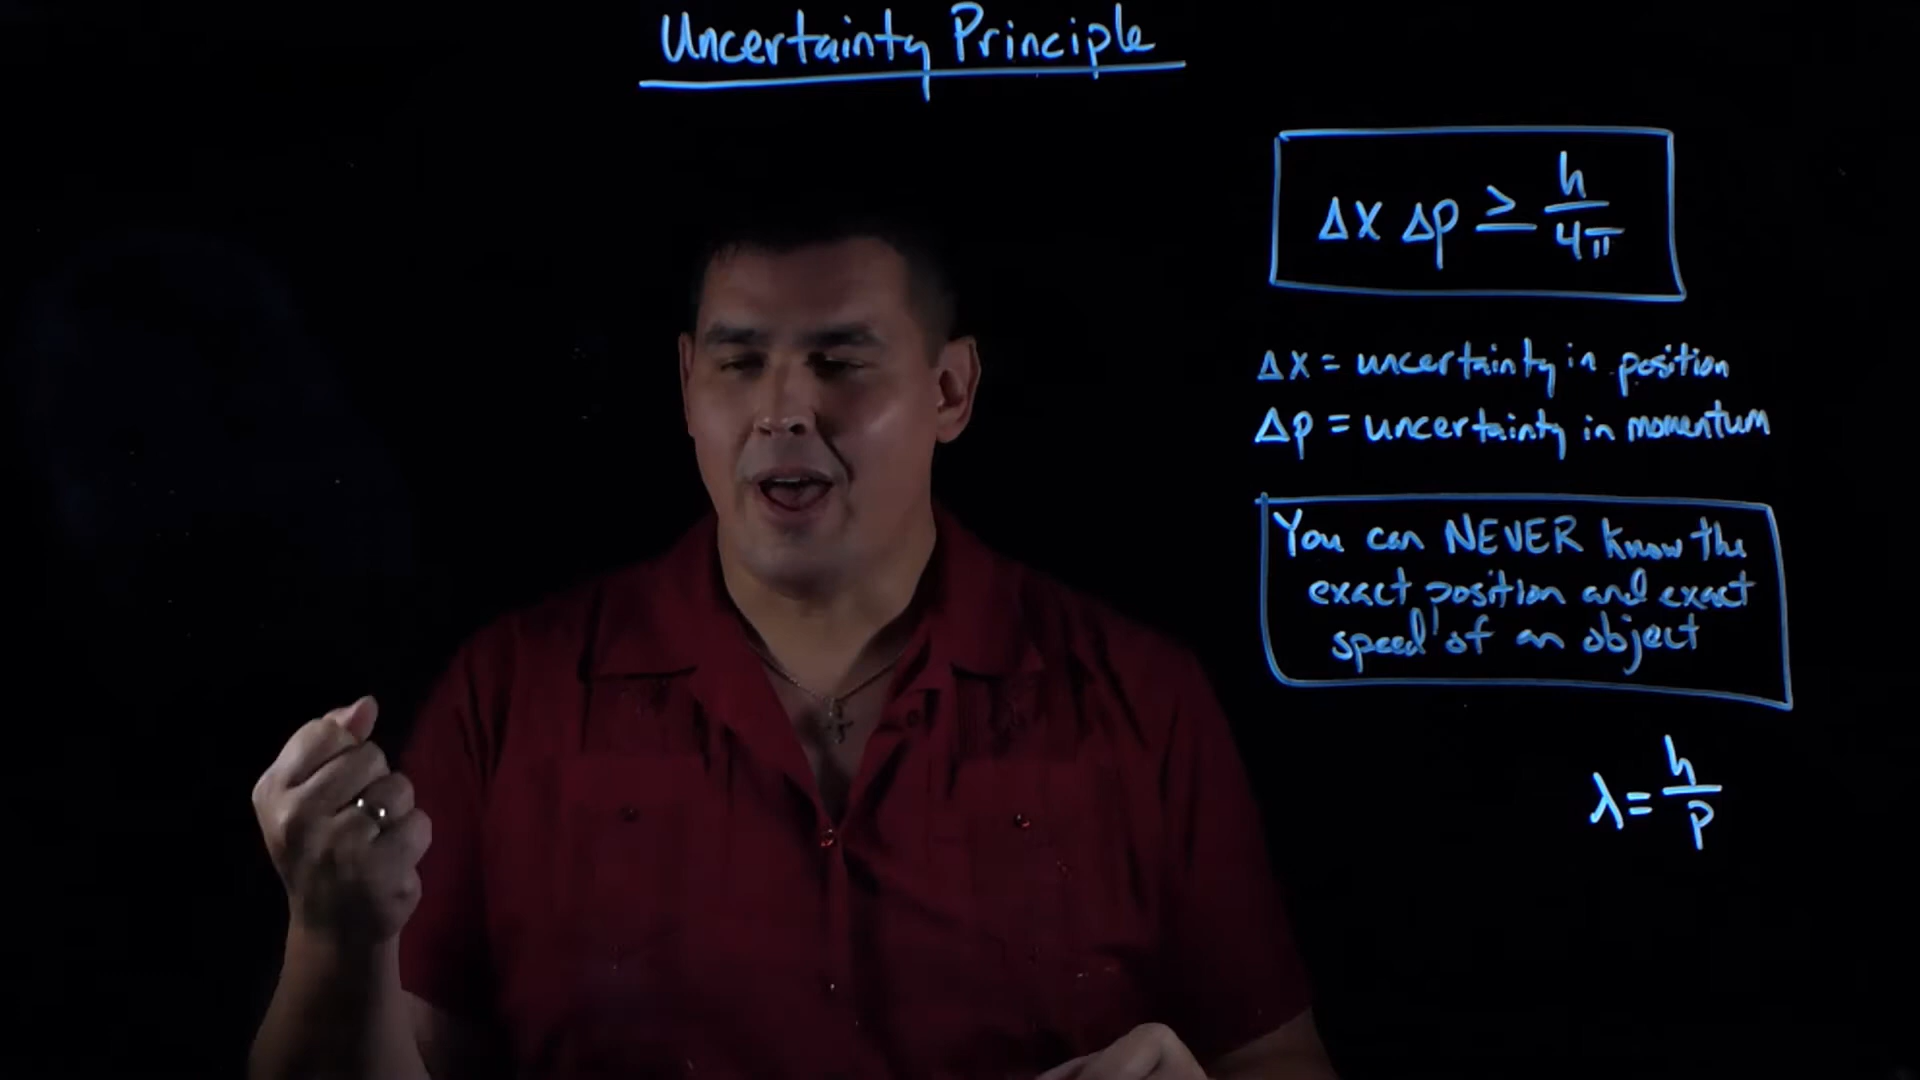 Uncertainty Principle
Δx Δp ≥ h/4π
Δx = uncertainty in position
Δp = uncertainty in momentum
You can NEVER know the
exact position and exact
speed of an object
λ = h/p